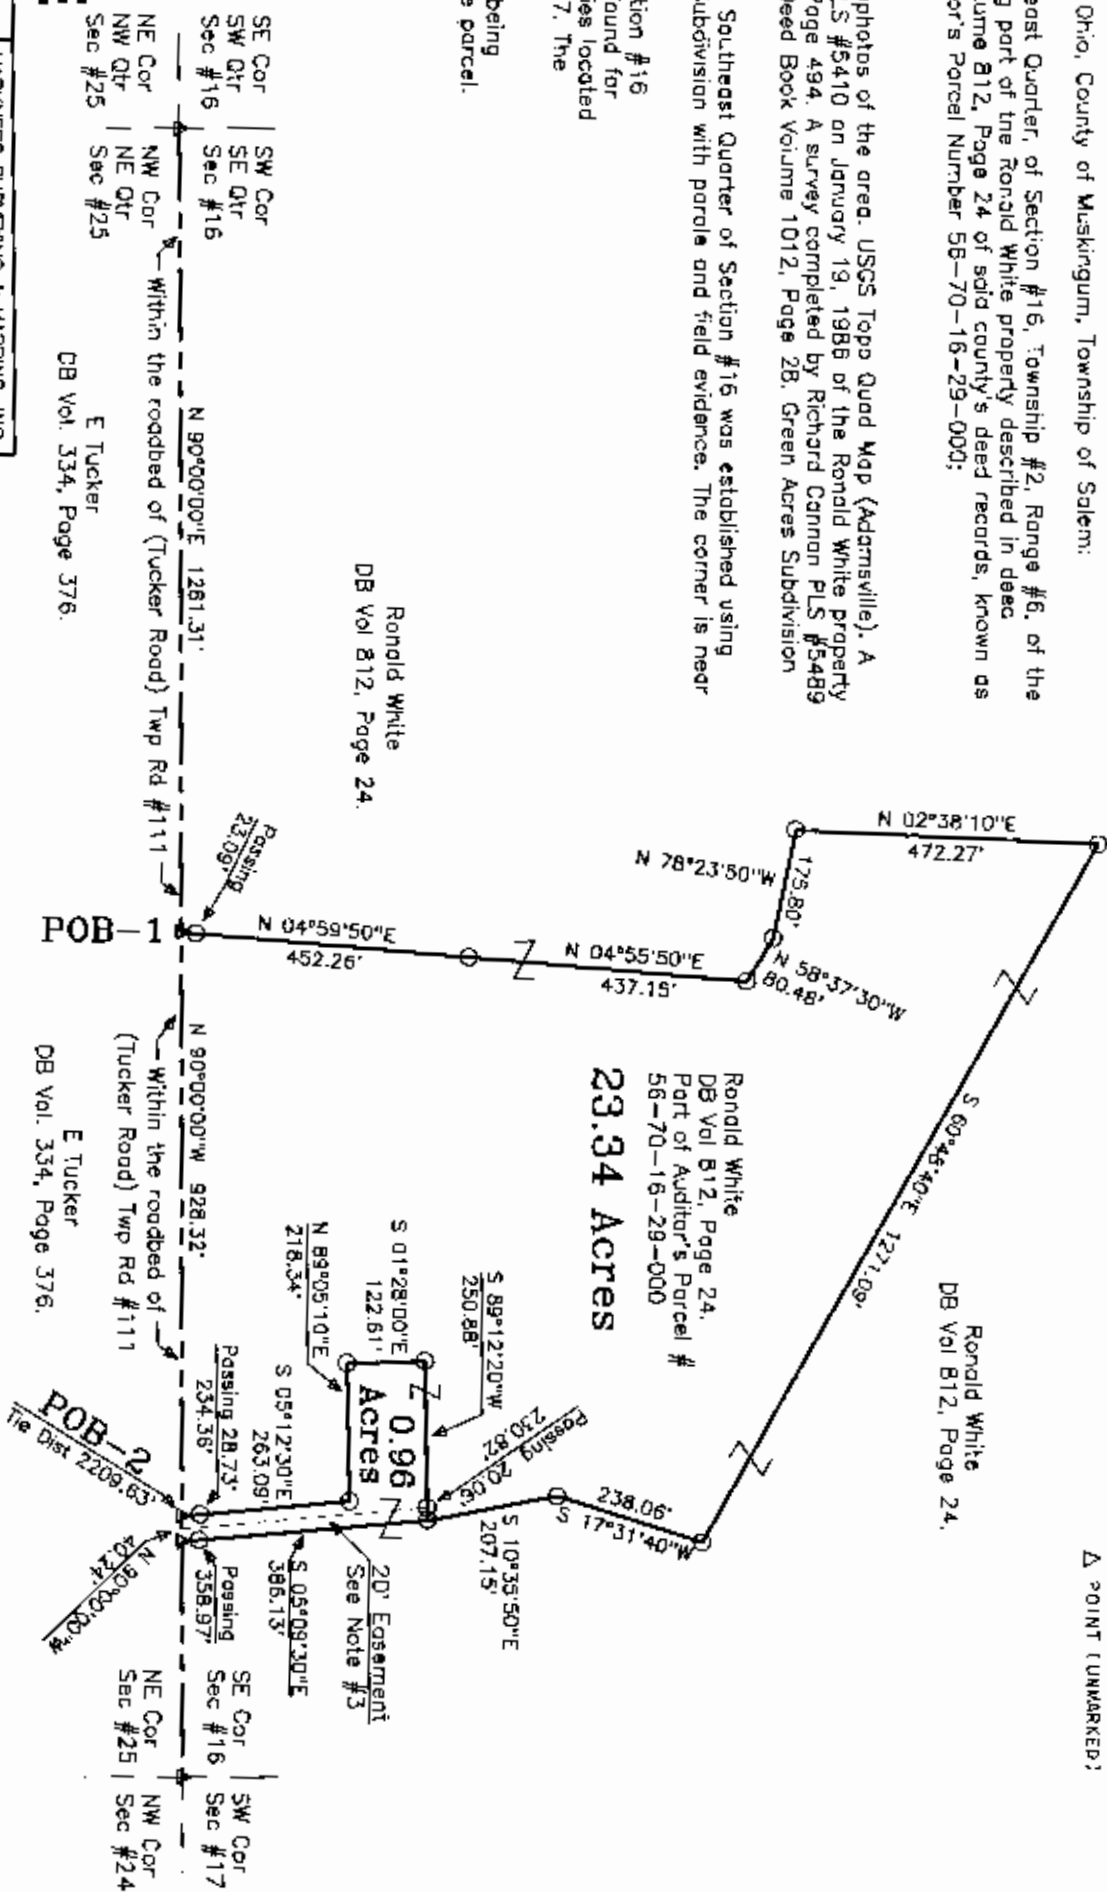 Ohio, County of Muskingum, Township of Salem:
east Quarter, of Section #16, Township #2, Range #6, of the
g part of the Ronald White property described in deed
ume 812, Page 24 of said county's deed records, known as
or's Parcel Number 56-70-16-29-000;
photos of the area. USGS Topo Quad Map (Adamsville). A
LS #5410 on January 19, 1986 of the Ronald White property
Page 494. A survey completed by Richard Cannan PLS #5489
Deed Book Volume 1012, Page 28. Green Acres Subdivision
Southeast Quarter of Section #16 was established using
ubdivision with parole and field evidence. The corner is near
tion #16
found for
ies located
7. The
being
e parcel.
Δ POINT (UNMARKED)
N 02°38'10"E
472.27'
N 78°23'50"W
175.80'
N 58°37'30"W
80.48'
N 04°55'50"E
437.15'
N 04°59'50"E
452.26'
Passing
23.09'
POB-1
S 60°46'40"E 1271.09'
Ronald White
DB Vol 812, Page 24.
Ronald White
DB Vol 812, Page 24.
Ronald White
DB Vol 812, Page 24.
Part of Auditor's Parcel #
56-70-16-29-000
23.34 Acres
238.06'
S 17°31'40"W
S 10°35'50"E
207.15'
Passing 20.06'
230.82'
S 89°12'20"W
250.88'
S 01°28'00"E
122.61'
N 89°05'10"E
218.34'
0.96
Acres
S 05°12'30"E
263.09'
Passing 28.73'
234.36'
20' Easement
See Note #3
S 05°09'30"E
386.13'
Passing
358.97'
POB-2
Tie Dist 2209.63'
N 90°00'00"W
40.24'
SE Cor
SW Qtr
Sec #16
SW Cor
SE Qtr
Sec #16
NE Cor
NW Qtr
Sec #25
NW Cor
NE Qtr
Sec #25
N 90°00'00"E 1281.31'
Within the roadbed of (Tucker Road) Twp Rd #111
E Tucker
DB Vol. 334, Page 376.
N 90°00'00"W 928.32'
Within the roadbed of
(Tucker Road) Twp Rd #111
E Tucker
DB Vol. 334, Page 376.
SE Cor
Sec #16
SW Cor
Sec #17
NE Cor
Sec #25
NW Cor
Sec #24